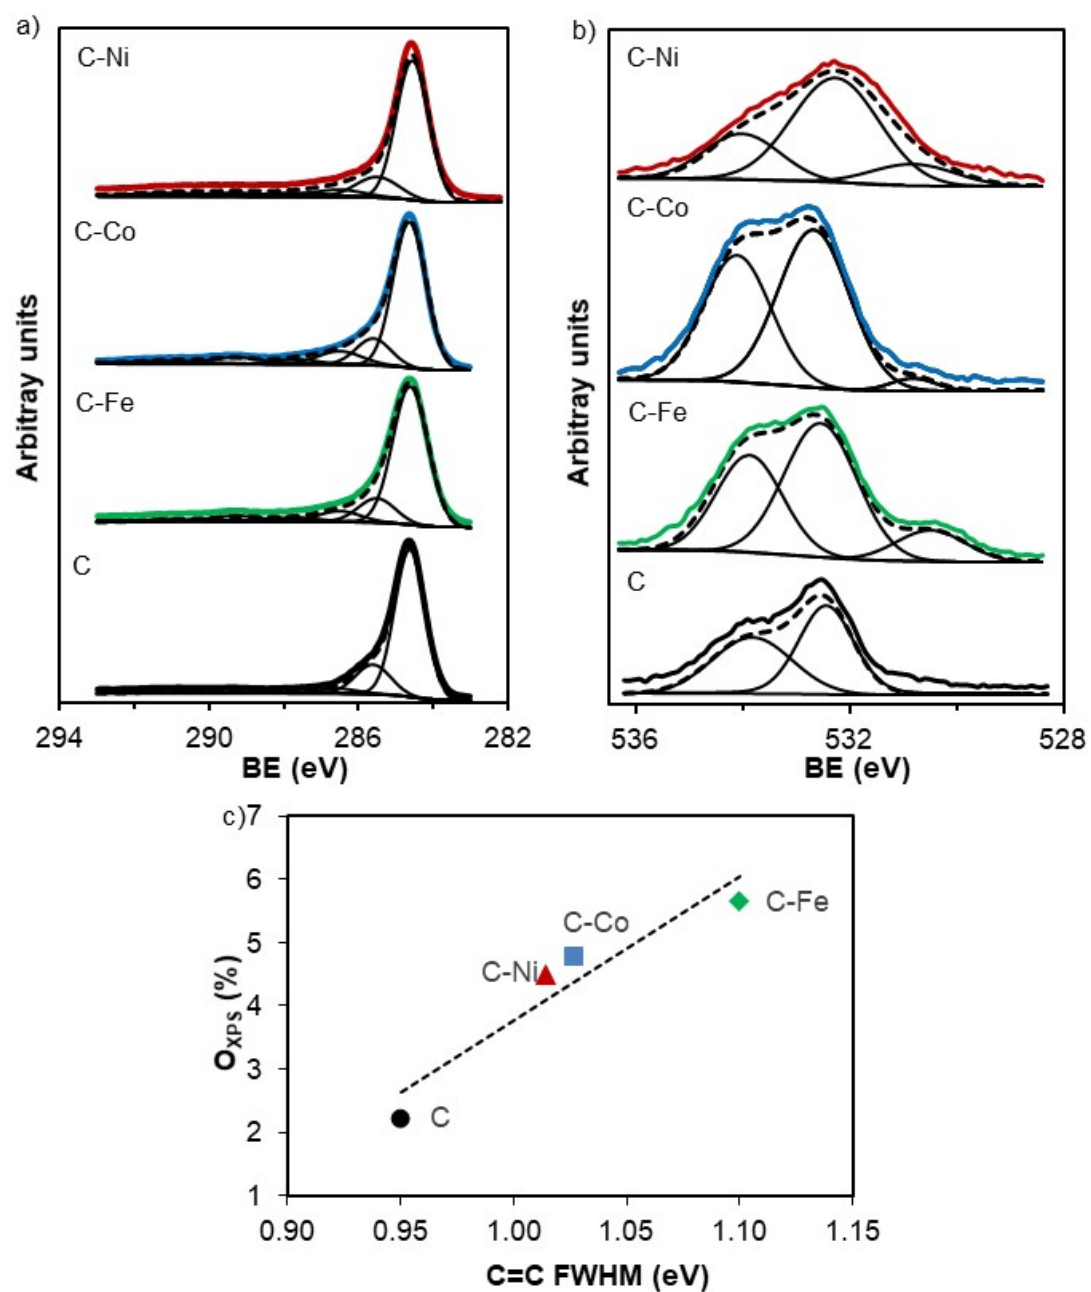 a)
C-Ni
C-Co
C-Fe
C
Arbitray units
294 290 286 282
BE (eV)
b)
C-Ni
C-Co
C-Fe
C
Arbitray units
536 532 528
BE (eV)
c)
7
6
5
4
3
2
1
OXPS (%)
C-Fe
C-Co
C-Ni
C
0.90 0.95 1.00 1.05 1.10 1.15
C=C FWHM (eV)